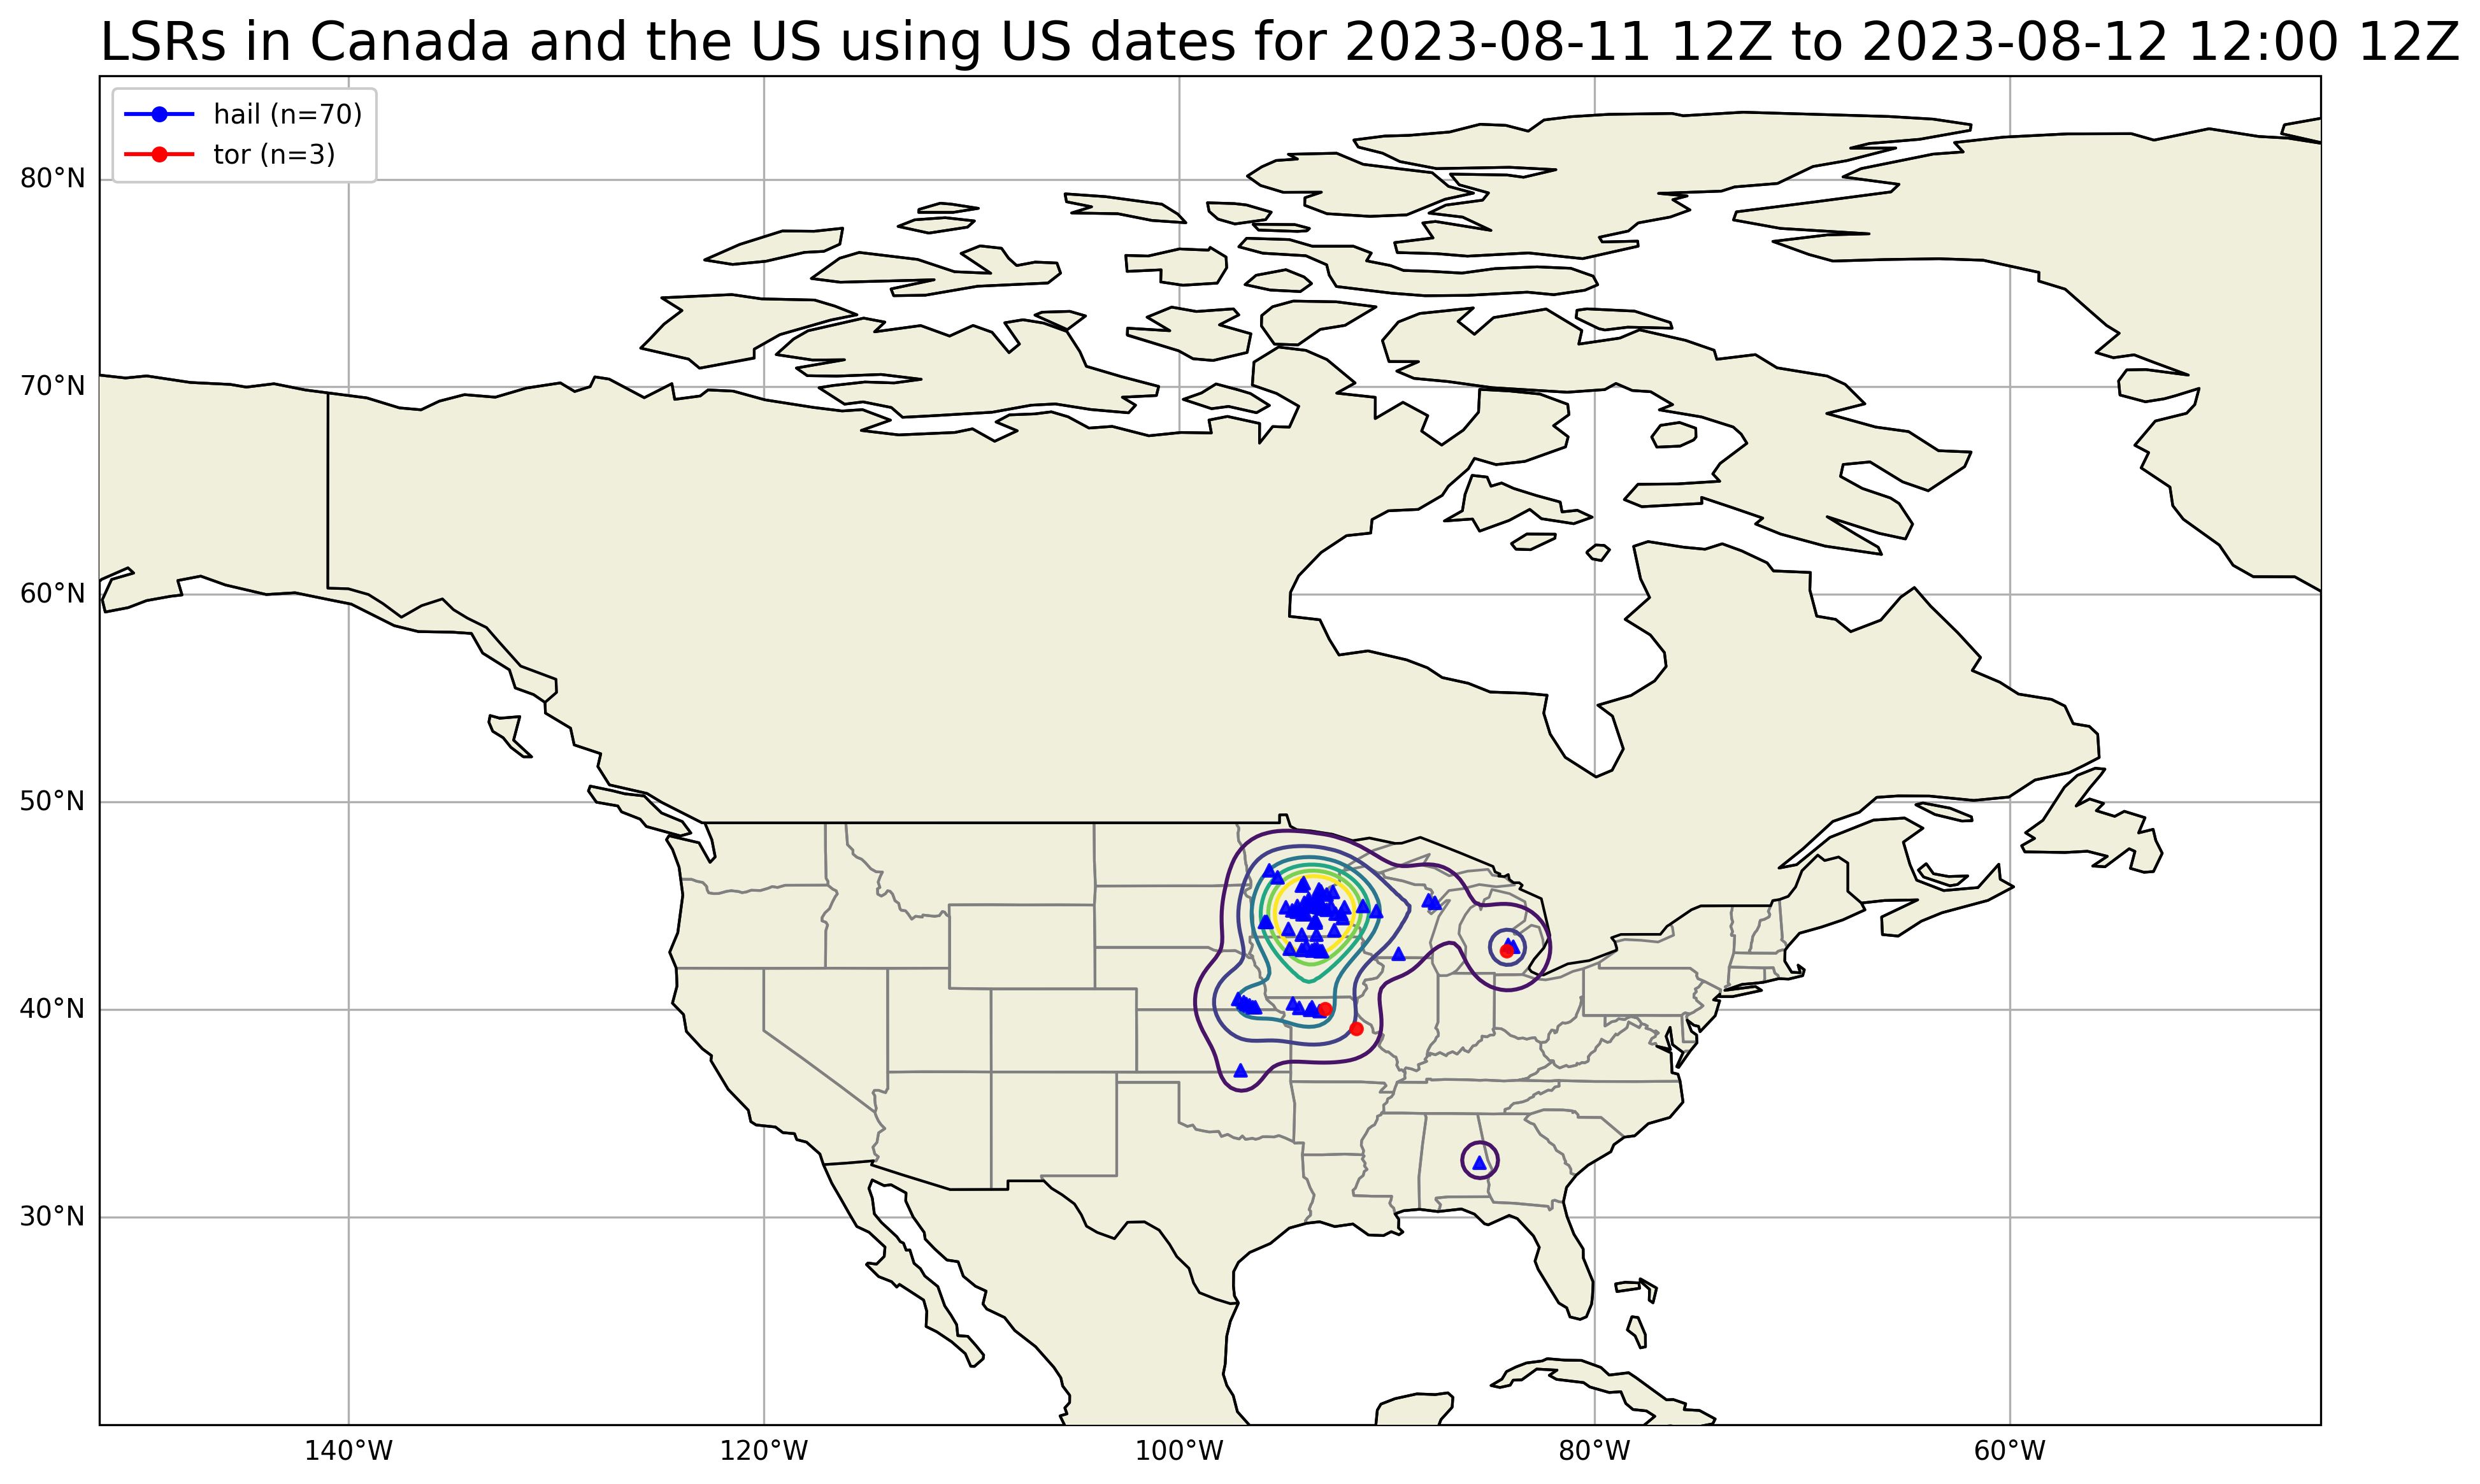 LSRs in Canada and the US using US dates for 2023-08-11 12Z to 2023-08-12 12:00 12Z
hail (n=70)
tor (n=3)
80°N
70°N
60°N
50°N
40°N
30°N
140°W 120°W 100°W 80°W 60°W